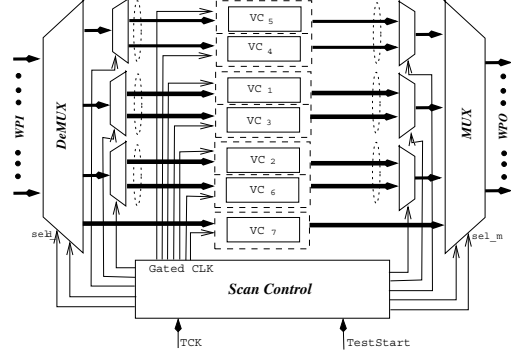 VC 5
VC 4
VC 1
VC 3
VC 2
VC 6
VC 7
WPI
DeMUX
MUX
WPO
sel_m
Gated CLK
Scan Control
TCK
TestStart